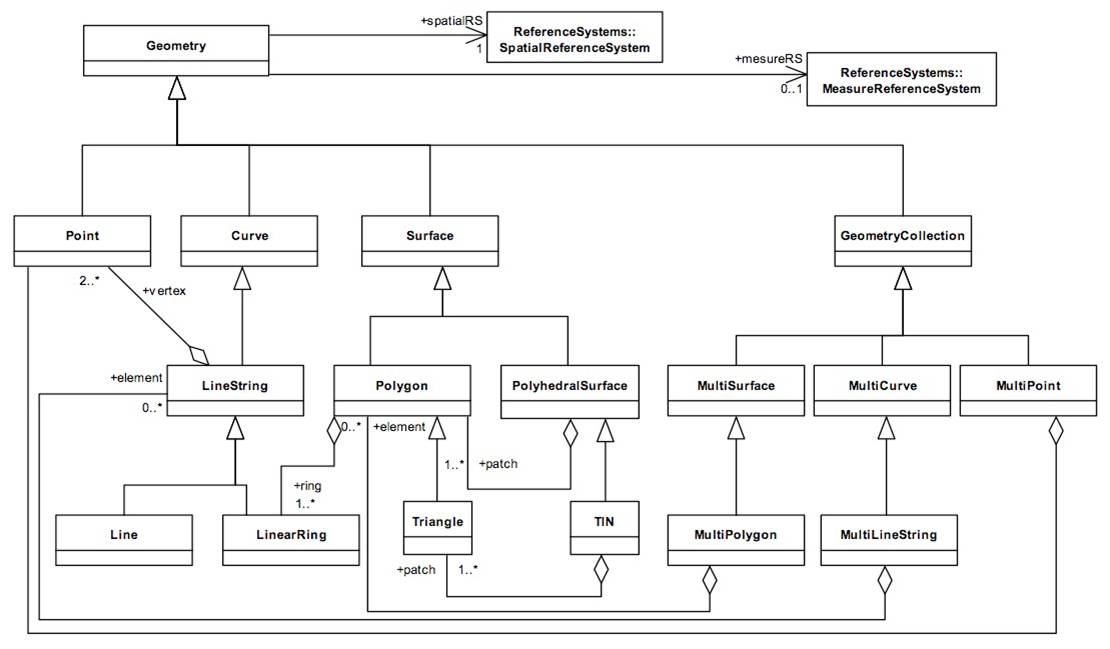 Geometry
+spatialRS
1
ReferenceSystems::
SpatialReferenceSystem
+mesureRS
0..1
ReferenceSystems::
MeasureReferenceSystem
Point
Curve
Surface
GeometryCollection
2..*
+vertex
+element
0..*
LineString
Polygon
PolyhedralSurface
MultiSurface
MultiCurve
MultiPoint
0..*
+element
1..*
+patch
+ring
1..*
Line
LinearRing
Triangle
TIN
MultiPolygon
MultiLineString
+patch
1..*